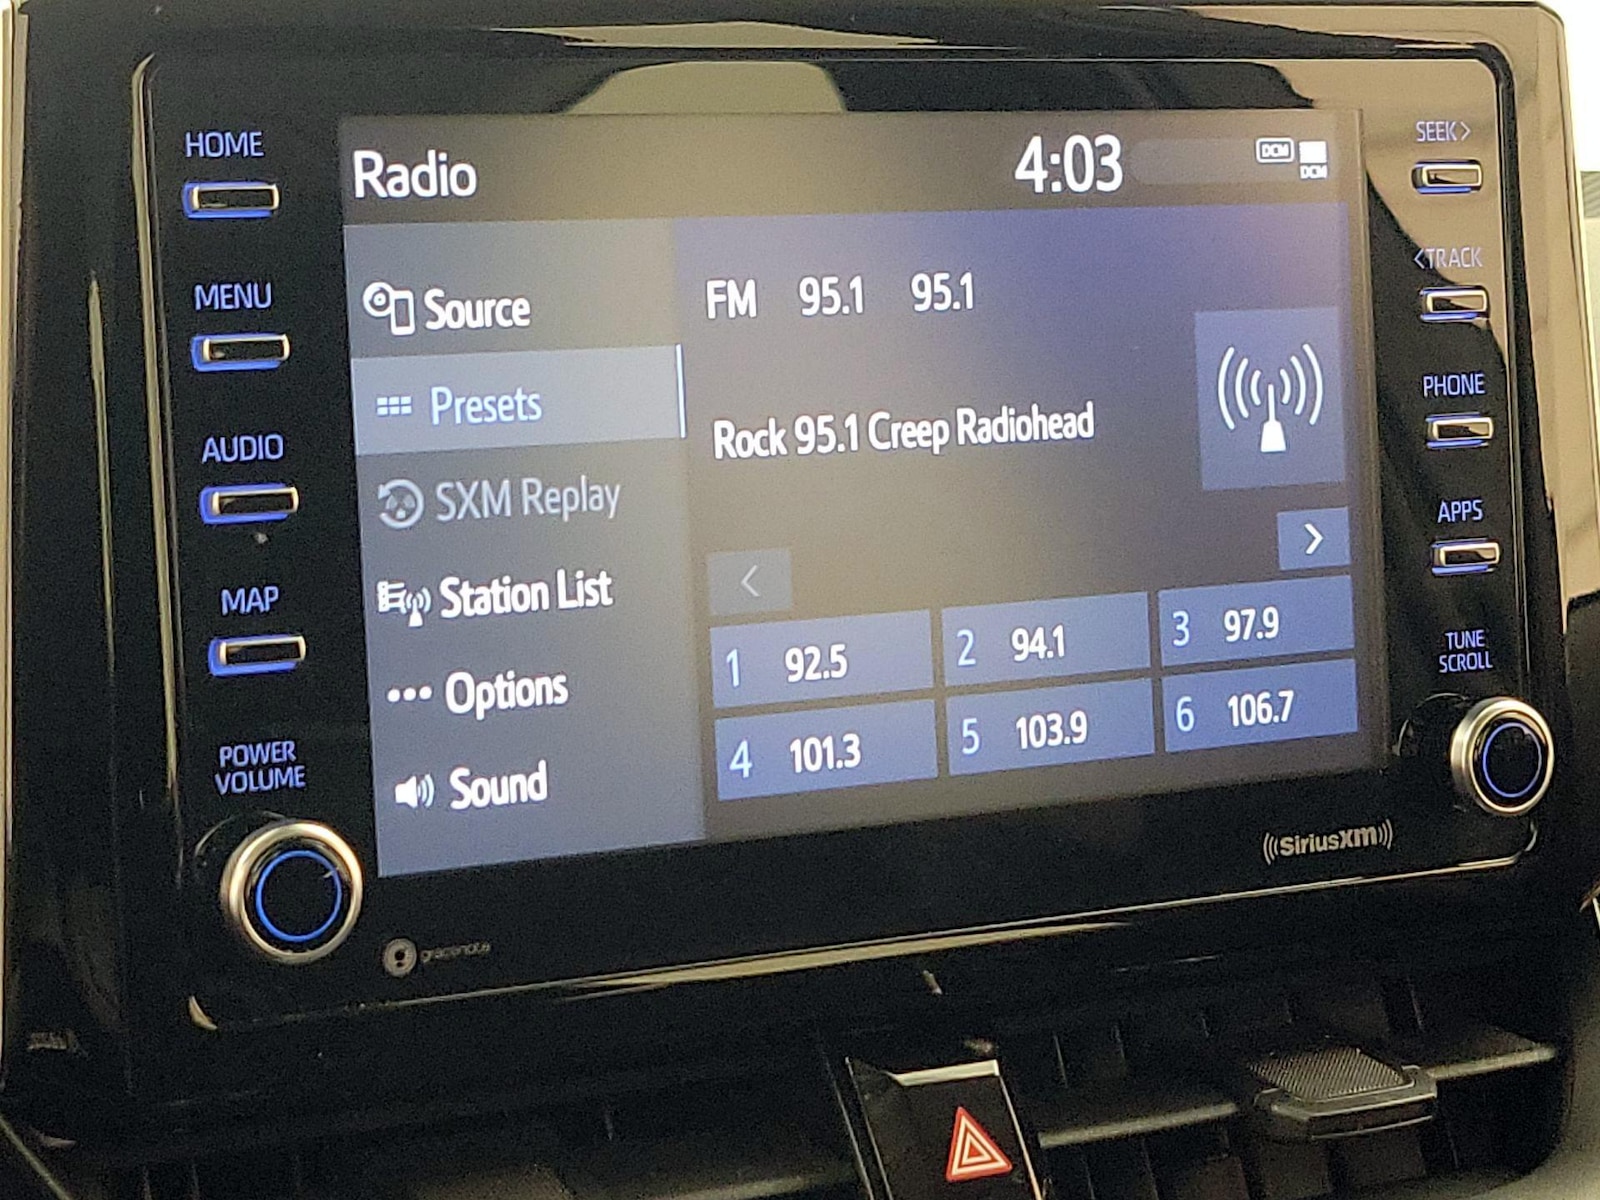 HOME
MENU
AUDIO
MAP
POWER
VOLUME
Radio
4:03
DCM
DCM
Source
Presets
SXM Replay
Station List
Options
Sound
FM 95.1 95.1
Rock 95.1 Creep Radiohead
1 92.5
2 94.1
3 97.9
4 101.3
5 103.9
6 106.7
SEEK>
<TRACK
PHONE
APPS
TUNE
SCROLL
SiriusXM
gracenote